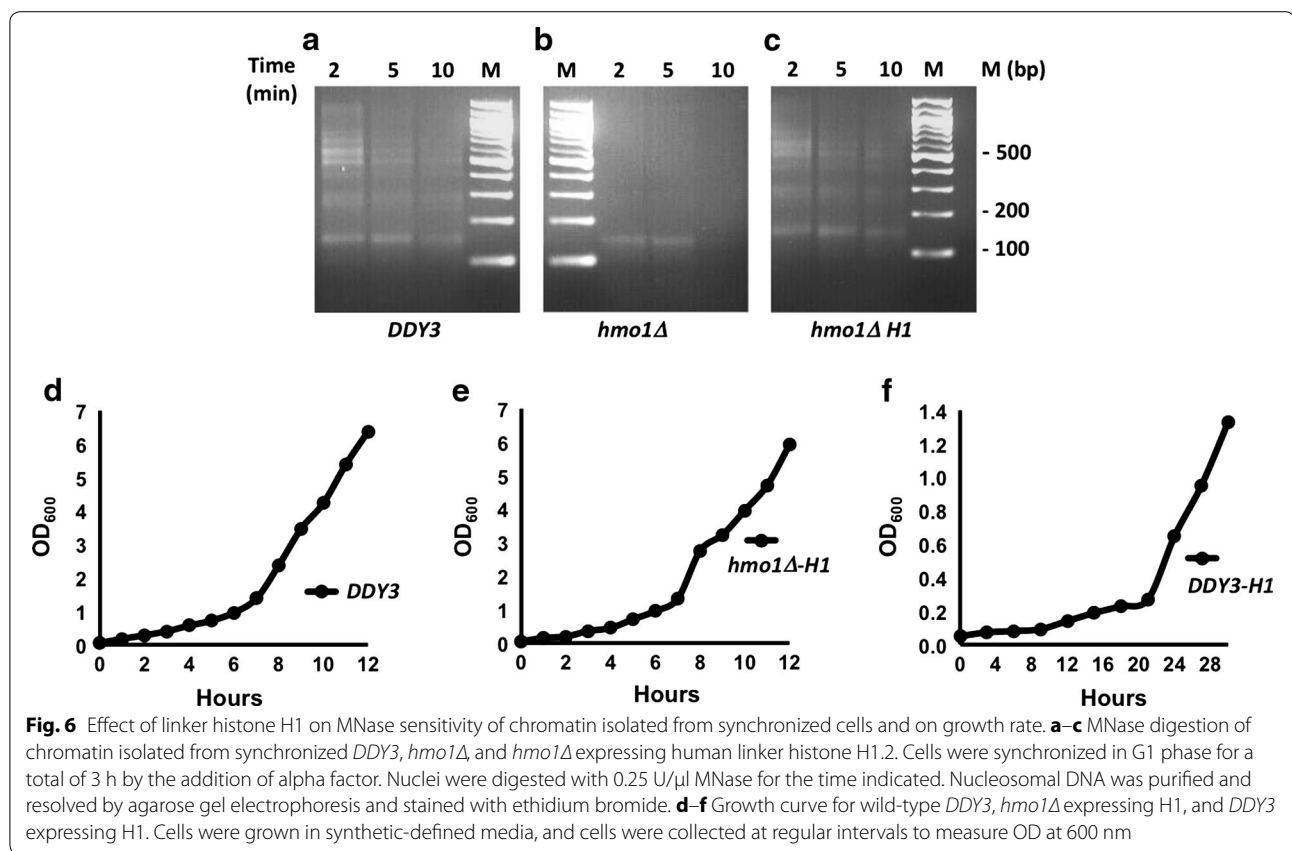 a b c
Time (min) 2 5 10 M M 2 5 10 2 5 10 M M (bp)
- 500
- 200
- 100
DDY3 hmo1Δ hmo1Δ H1
d e f
7
6
5
4
3
2
1
0
OD600
0 2 4 6 8 10 12
Hours
DDY3
7
6
5
4
3
2
1
0
OD600
0 2 4 6 8 10 12
Hours
hmo1Δ-H1
1.4
1.2
1.0
0.8
0.6
0.4
0.2
0.0
OD600
0 4 8 12 16 20 24 28
Hours
DDY3-H1
Fig. 6 Effect of linker histone H1 on MNase sensitivity of chromatin isolated from synchronized cells and on growth rate. a–c MNase digestion of
chromatin isolated from synchronized DDY3, hmo1Δ, and hmo1Δ expressing human linker histone H1.2. Cells were synchronized in G1 phase for a
total of 3 h by the addition of alpha factor. Nuclei were digested with 0.25 U/μl MNase for the time indicated. Nucleosomal DNA was purified and
resolved by agarose gel electrophoresis and stained with ethidium bromide. d–f Growth curve for wild-type DDY3, hmo1Δ expressing H1, and DDY3
expressing H1. Cells were grown in synthetic-defined media, and cells were collected at regular intervals to measure OD at 600 nm